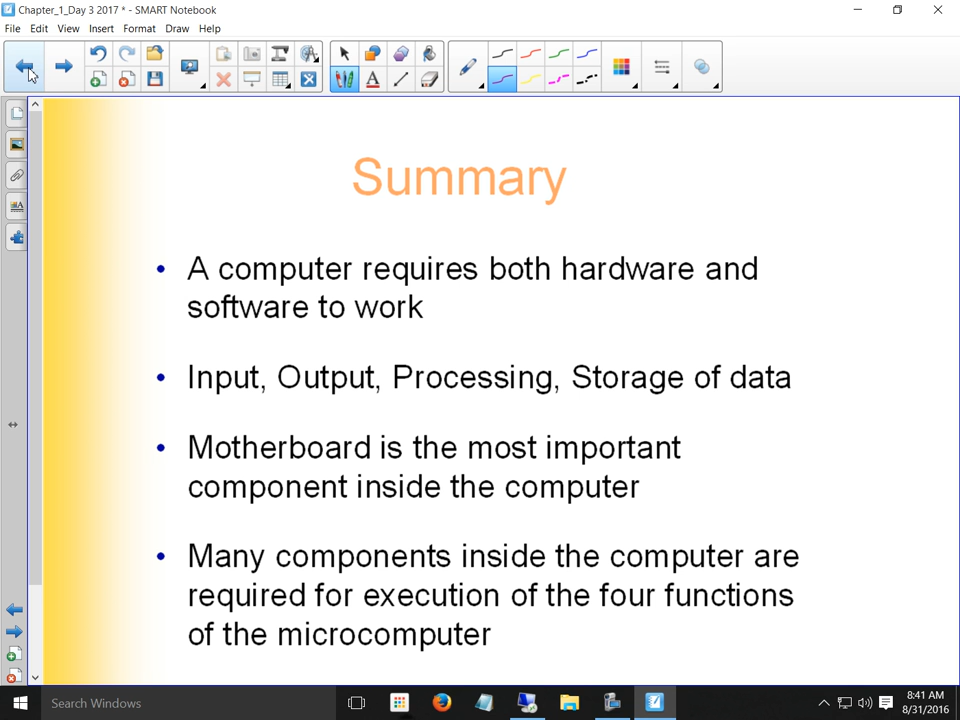 Chapter_1_Day 3 2017 * - SMART Notebook
File Edit View Insert Format Draw Help
Summary
• A computer requires both hardware and
software to work
• Input, Output, Processing, Storage of data
• Motherboard is the most important
component inside the computer
• Many components inside the computer are
required for execution of the four functions
of the microcomputer
Search Windows
8:41 AM
8/31/2016